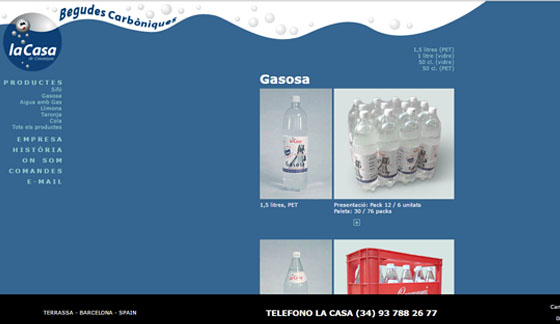 Begudes Carbòniques
laCasa
PRODUCTES
Sifó
Gasosa
Aigua amb Gas
Llimona
Taronja
Cola
Tots els productes
EMPRESA
HISTÒRIA
ON SOM
COMANDES
E-MAIL
1,5 litres (PET)
1 litre (vidre)
50 cl. (vidre)
50 cl. (PET)
Gasosa
1,5 litres, PET
Presentació: Pack 12 / 6 unitats
Paleta: 30 / 76 packs
TERRASSA - BARCELONA - SPAIN
TELEFONO LA CASA (34) 93 788 26 77